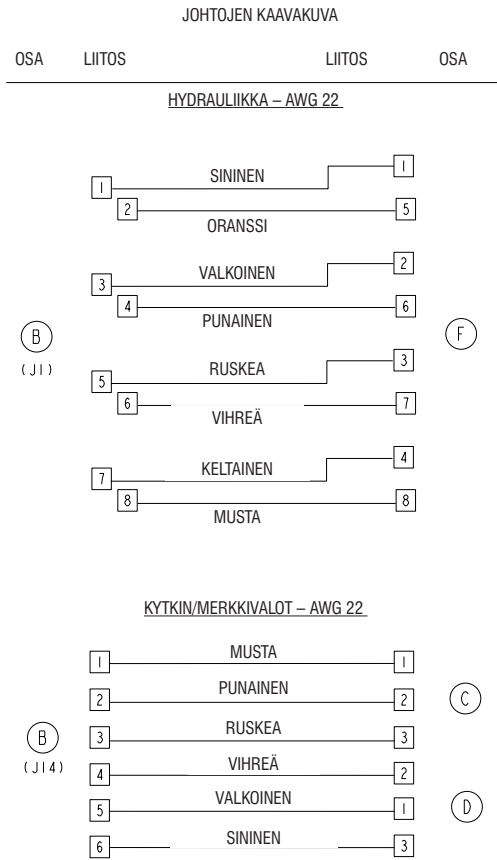 JOHTOJEN KAAVAKUVA
OSA LIITOS LIITOS OSA
HYDRAULIIKKA – AWG 22
1 SININEN 1
2 ORANSSI 5
3 VALKOINEN 2
4 PUNAINEN 6
B F
(J1)
5 RUSKEA 3
6 VIHREÄ 7
7 KELTAINEN 4
8 MUSTA 8
KYTKIN/MERKKIVALOT – AWG 22
1 MUSTA 1
2 PUNAINEN 2 C
B 3 RUSKEA 3
(J14) 4 VIHREÄ 2
5 VALKOINEN 1 D
6 SININEN 3